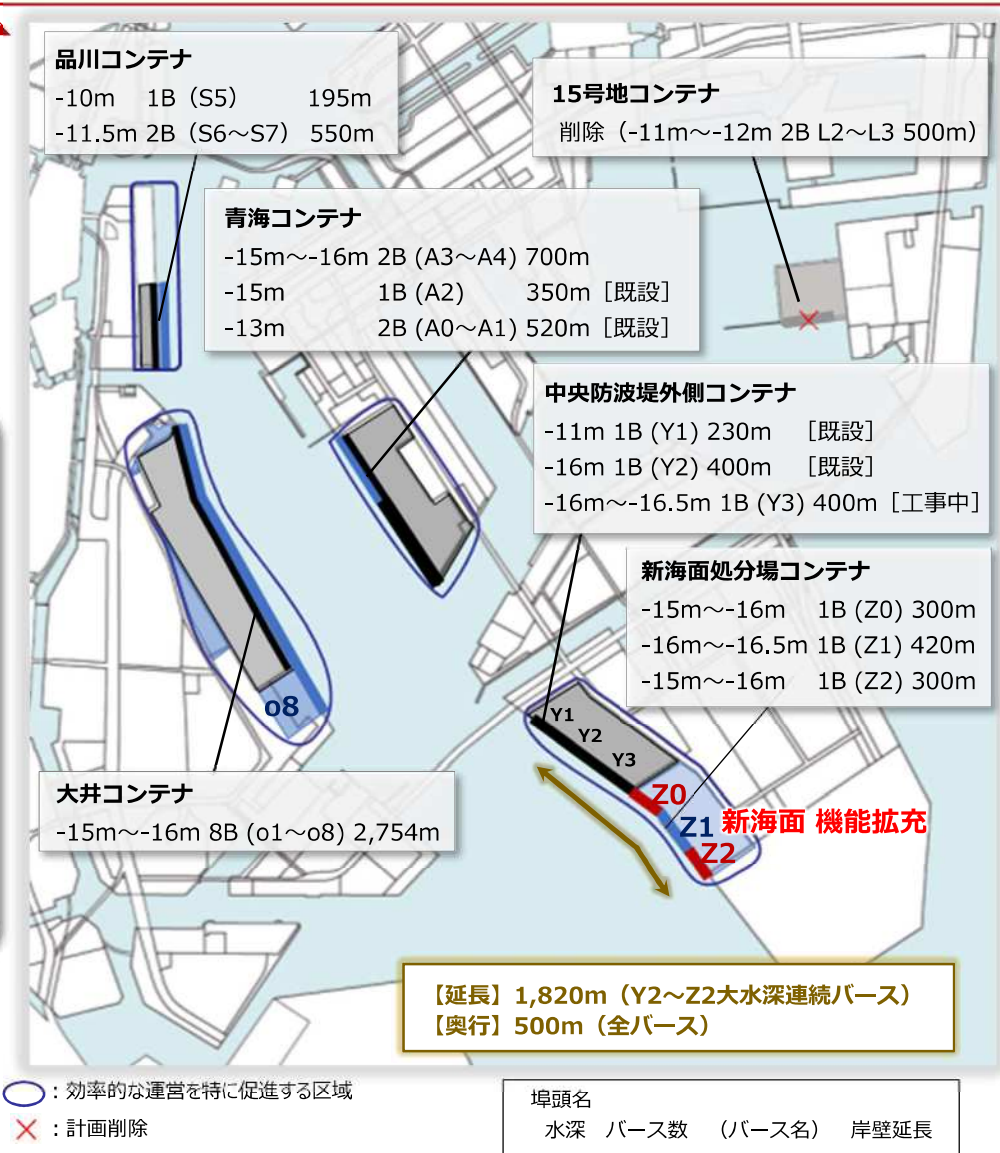 品川コンテナ
-10m 1B（S5） 195m
-11.5m 2B（S6～S7） 550m
15号地コンテナ
削除（-11m～-12m 2B L2～L3 500m）
青海コンテナ
-15m～-16m 2B (A3～A4) 700m
-15m 1B (A2) 350m［既設］
-13m 2B (A0～A1) 520m［既設］
中央防波堤外側コンテナ
-11m 1B (Y1) 230m ［既設］
-16m 1B (Y2) 400m ［既設］
-16m～-16.5m 1B (Y3) 400m［工事中］
新海面処分場コンテナ
-15m～-16m 1B (Z0) 300m
-16m～-16.5m 1B (Z1) 420m
-15m～-16m 1B (Z2) 300m
o8
Y1
Y2
Y3
Z0
Z1
Z2
新海面 機能拡充
大井コンテナ
-15m～-16m 8B (o1～o8) 2,754m
【延長】1,820m（Y2～Z2大水深連続バース）
【奥行】500m（全バース）
：効率的な運営を特に促進する区域
：計画削除
埠頭名
水深 バース数 （バース名） 岸壁延長